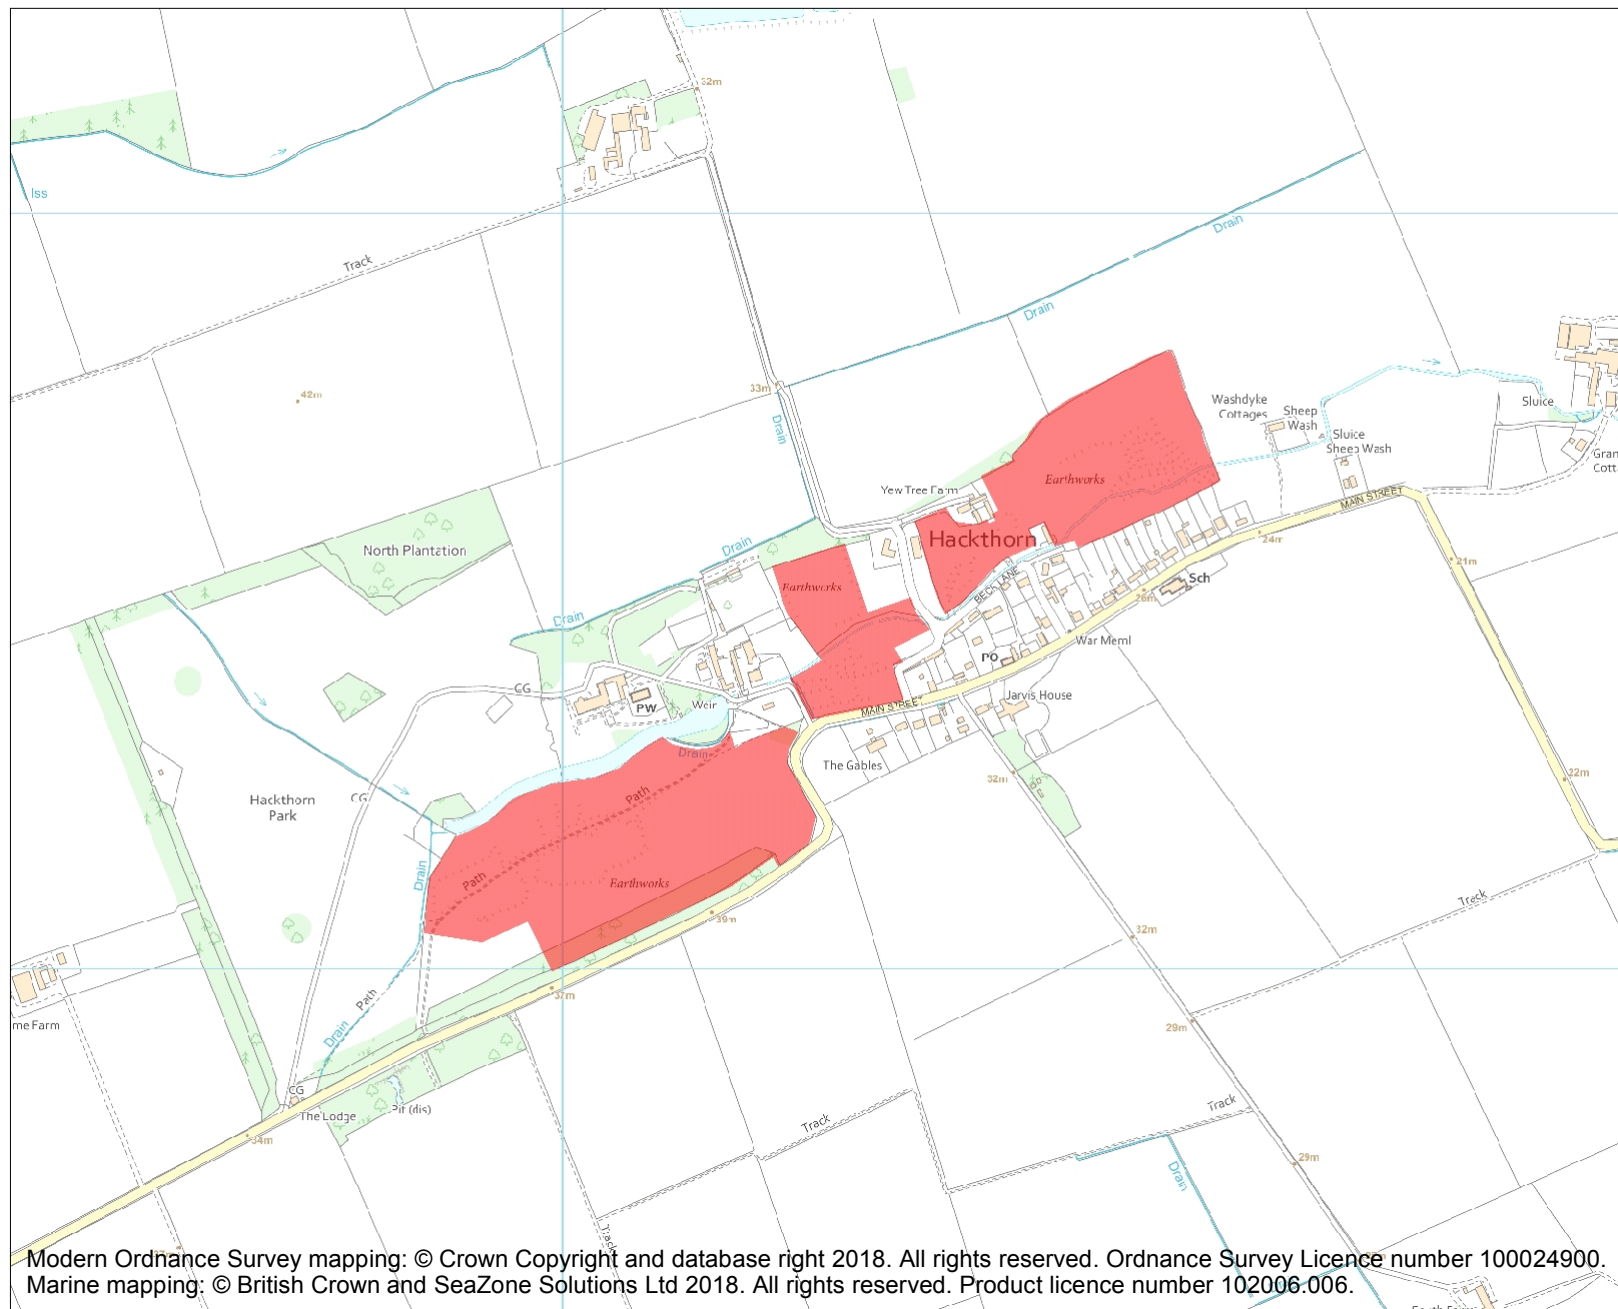 32m
Iss
Drain
Track
Drain
33m
42m
Drain
Washdyke
Cottages
Sheep
Wash
Sluice
Sluice
Sheep Wash
Earthworks
Yew Tree Farm
MAIN STREET
Hackthorn
North Plantation
Drain
24m
21m
Earthworks
BECK LANE
Sch
26m
Drain
War Meml
PO
CG
PW
Weir
Jarvis House
MAIN STREET
Drain
The Gables
32m
22m
Hackthorn
Park
CG
Path
Drain
Path
Earthworks
Track
39m
32m
37m
Path
me Farm
Drain
29m
CG
The Lodge
Pit (dis)
Track
Track
34m
29m
Drain
Track
Modern Ordnance Survey mapping: © Crown Copyright and database right 2018. All rights reserved. Ordnance Survey Licence number 100024900.
Marine mapping: © British Crown and SeaZone Solutions Ltd 2018. All rights reserved. Product licence number 102006.006.